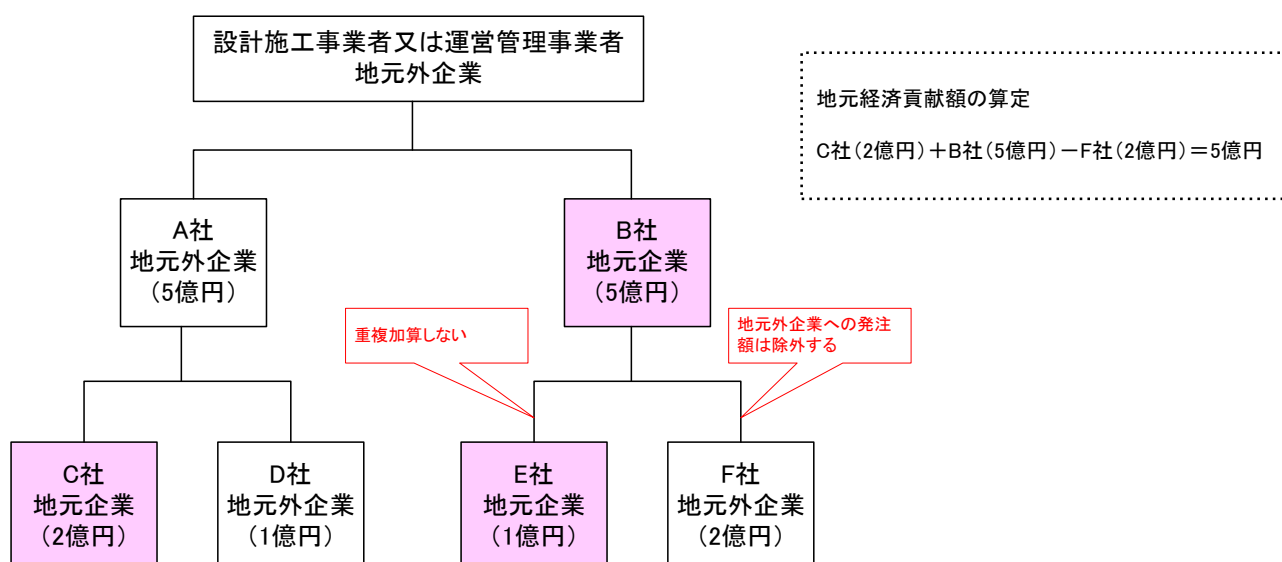 設計施工事業者又は運営管理事業者
地元外企業
地元経済貢献額の算定
C社(2億円)+B社(5億円)-F社(2億円)=5億円
A社
地元外企業
(5億円)
B社
地元企業
(5億円)
重複加算しない
地元外企業への発注
額は除外する
C社
地元企業
(2億円)
D社
地元外企業
(1億円)
E社
地元企業
(1億円)
F社
地元外企業
(2億円)